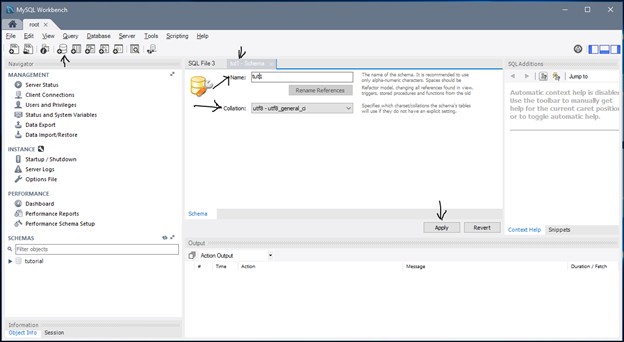 MySQL Workbench
root ×
File Edit View Query Database Server Tools Scripting Help
Navigator
MANAGEMENT
Server Status
Client Connections
Users and Privileges
Status and System Variables
Data Export
Data Import/Restore
INSTANCE
Startup / Shutdown
Server Logs
Options File
PERFORMANCE
Dashboard
Performance Reports
Performance Schema Setup
SCHEMAS
Filter objects
tutorial
Information
Object Info Session
SQL File 3
- Schema ×
Name:
The name of the schema. It is recommended to use
only alpha-numeric characters. Spaces should be
Rename References
Refactor model, changing all references found in view,
triggers, stored procedures and functions from the old
Collation: utf8 - utf8_general_ci
Specifies which charset/collations the schema's tables
will use if they do not have an explicit setting.
Schema
Apply Revert
Output
Action Output
# Time Action Message Duration / Fetch
SQLAdditions
Jump to
Automatic context help is disable
Use the toolbar to manually get
help for the current caret position
or to toggle automatic help.
Context Help Snippets